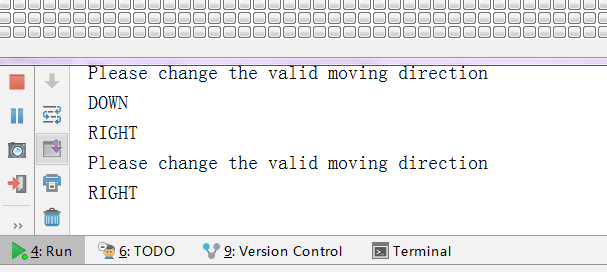 Please change the valid moving direction
DOWN
RIGHT
Please change the valid moving direction
RIGHT
4: Run 6: TODO 9: Version Control Terminal